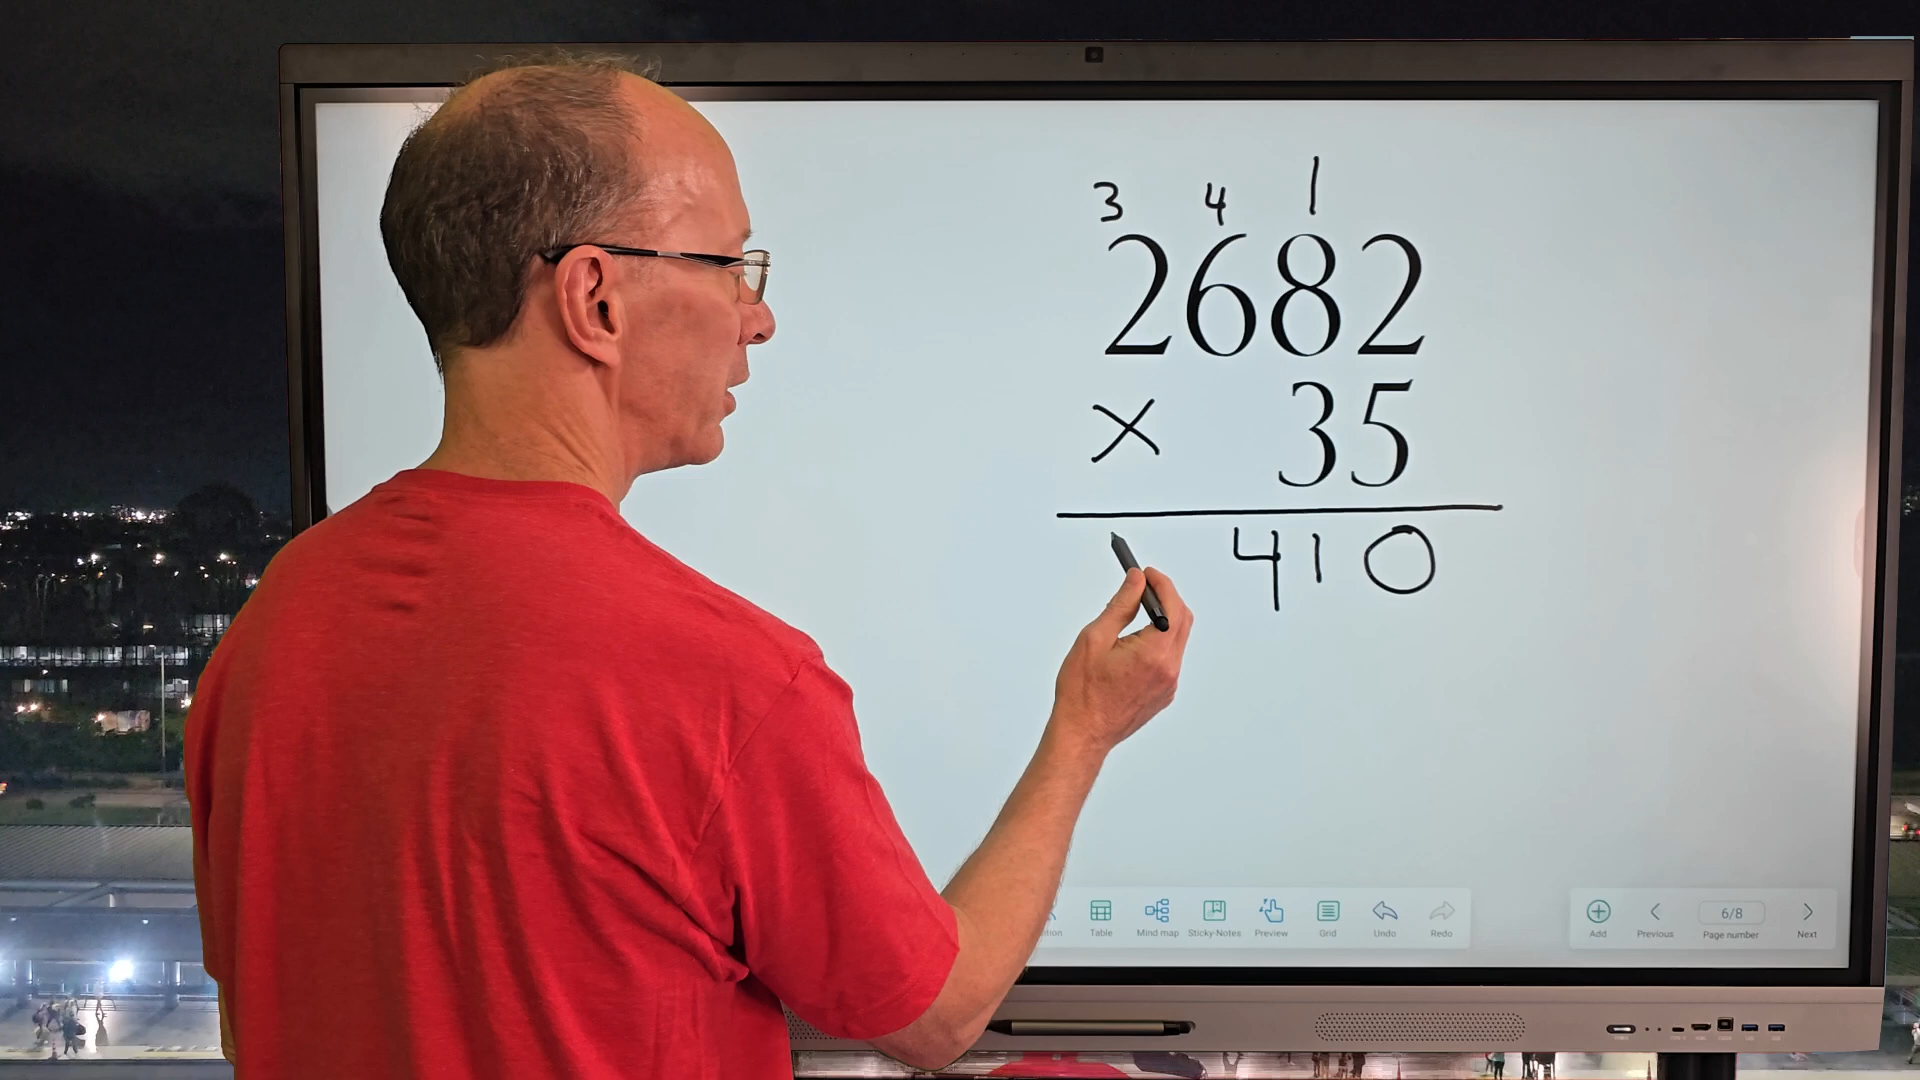 3 4 1
2682
× 35
410
Table Mind map Sticky-Notes Preview Grid Undo Redo
Add Previous 6/8 Page number Next